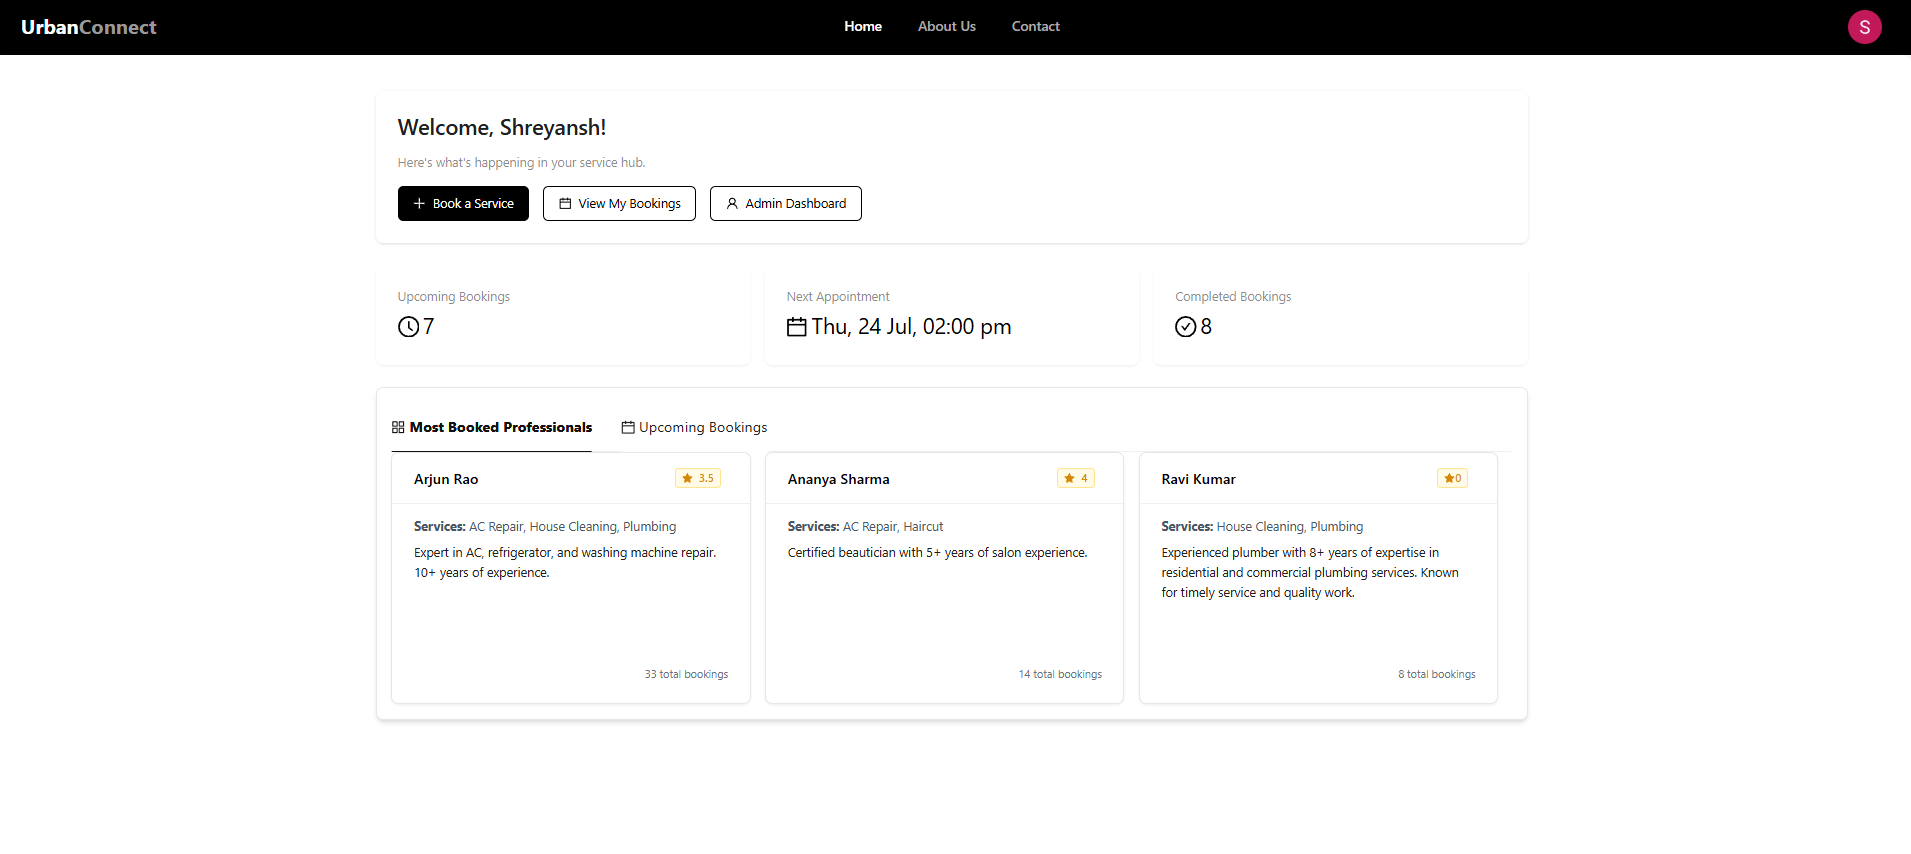 UrbanConnect
Home About Us Contact
S
Welcome, Shreyansh!
Here's what's happening in your service hub.
Book a Service View My Bookings Admin Dashboard
Upcoming Bookings
7
Next Appointment
Thu, 24 Jul, 02:00 pm
Completed Bookings
8
Most Booked Professionals Upcoming Bookings
Arjun Rao 3.5
Services: AC Repair, House Cleaning, Plumbing
Expert in AC, refrigerator, and washing machine repair.
10+ years of experience.
33 total bookings
Ananya Sharma 4
Services: AC Repair, Haircut
Certified beautician with 5+ years of salon experience.
14 total bookings
Ravi Kumar 0
Services: House Cleaning, Plumbing
Experienced plumber with 8+ years of expertise in
residential and commercial plumbing services. Known
for timely service and quality work.
8 total bookings